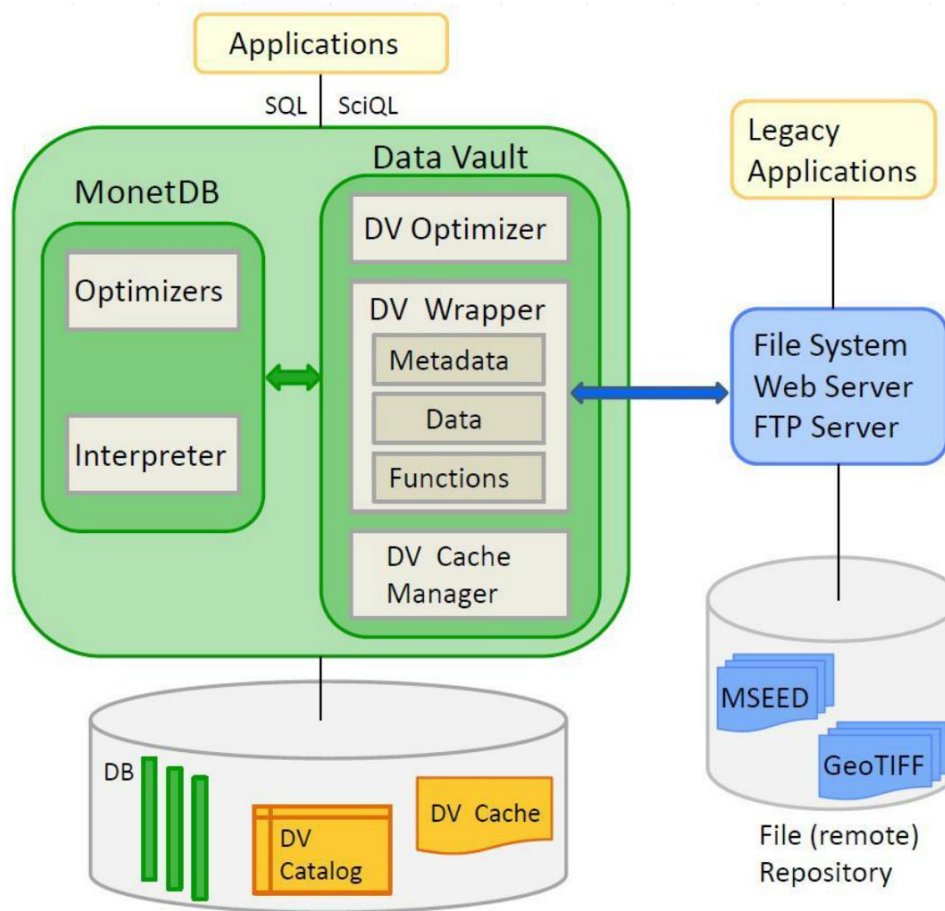 Applications
SQL SciQL
Data Vault
MonetDB
DV Optimizer
Optimizers
DV Wrapper
Metadata
Data
Functions
Interpreter
DV Cache
Manager
Legacy
Applications
File System
Web Server
FTP Server
DB
DV
Catalog
DV Cache
MSEED
GeoTIFF
File (remote)
Repository